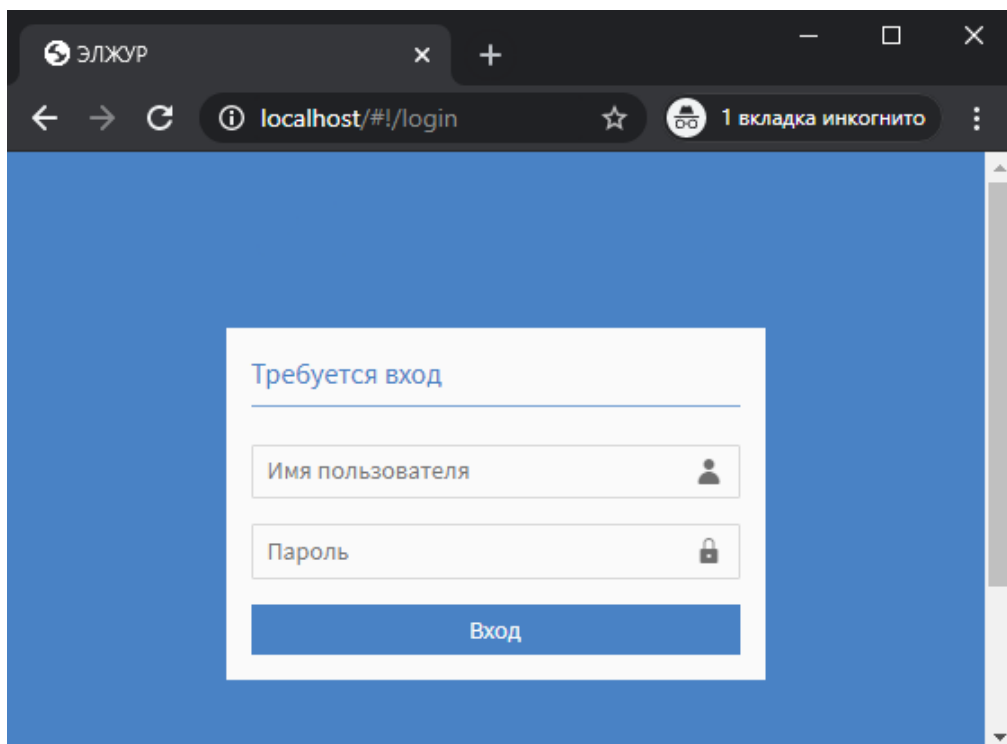 ЭЛЖУР
localhost/#!/login
1 вкладка инкогнито
Требуется вход
Имя пользователя
Пароль
Вход